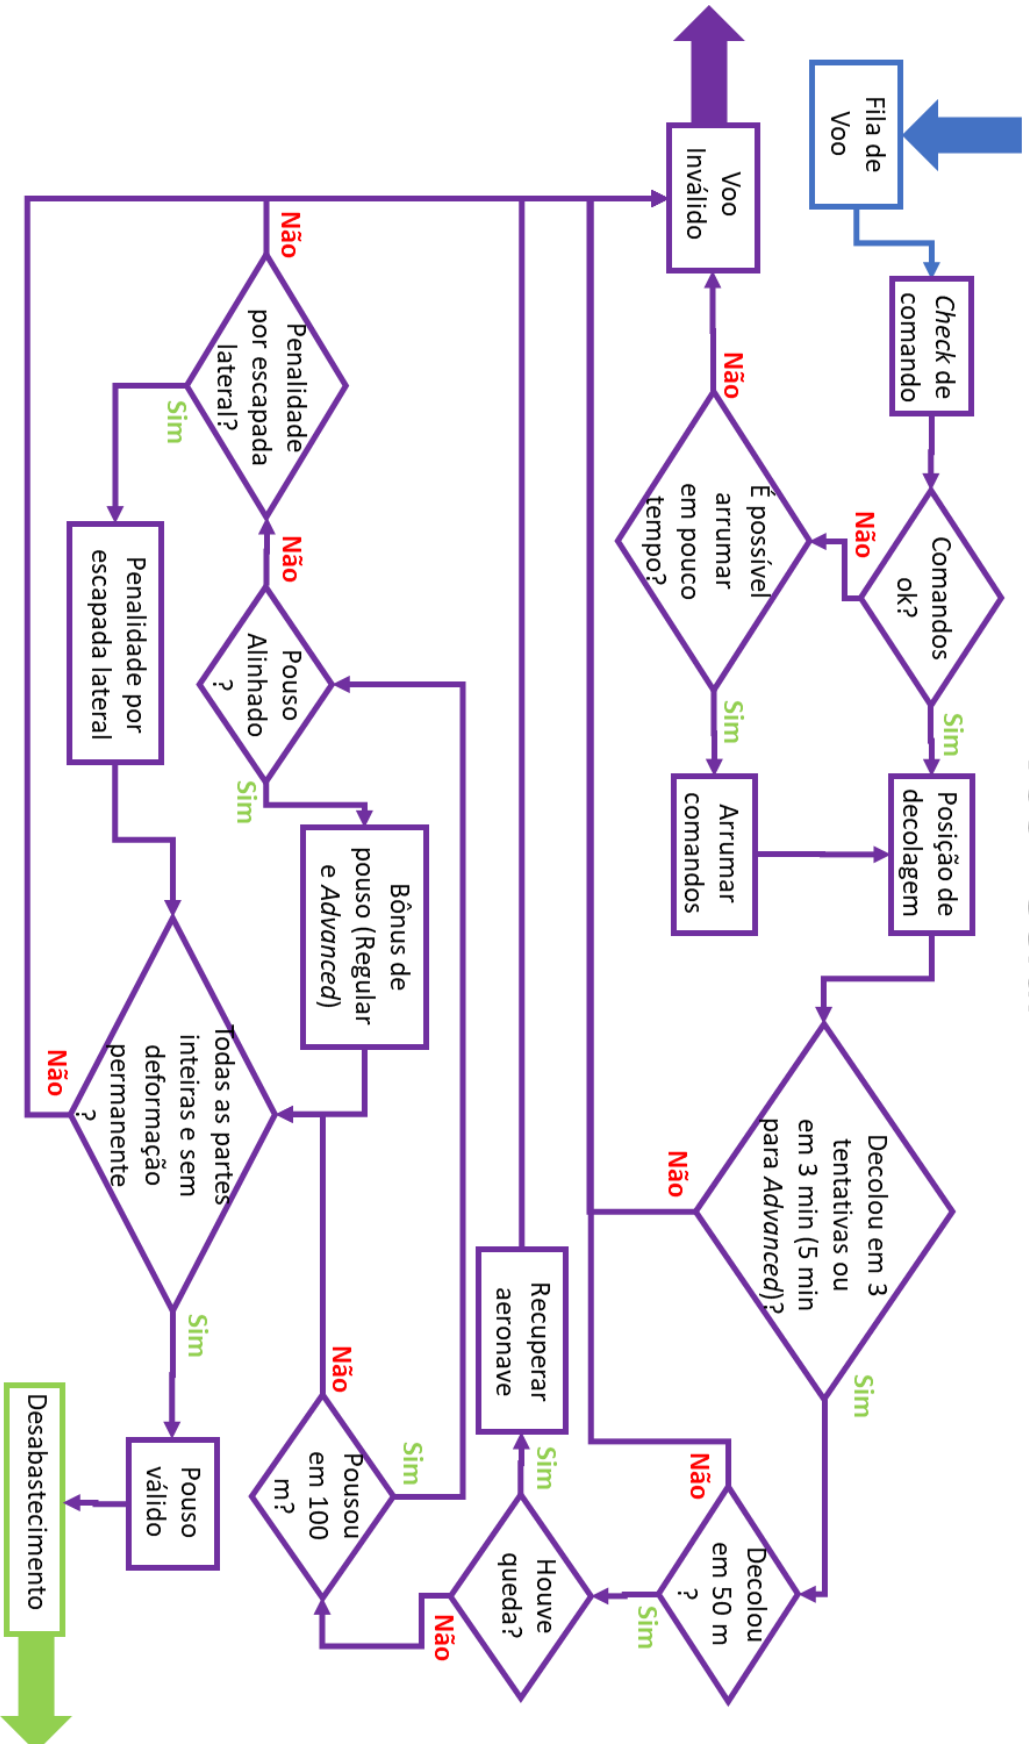 Fila de
Voo
Check de
comando
Comandos
ok?
Não
Sim
Posição de
decolagem
Voo
Inválido
Não
É possível
arrumar
em pouco
tempo?
Sim
Arrumar
comandos
Decolou em 3
tentativas ou
em 3 min (5 min
para Advanced)?
Não
Sim
Decolou
em 50 m
?
Não
Sim
Houve
queda?
Sim
Não
Recuperar
aeronave
Pousou
em 100
m?
Sim
Não
Pouso
Alinhado
?
Não
Sim
Bônus de
pouso (Regular
e Advanced)
Penalidade
por escapada
lateral?
Não
Sim
Penalidade por
escapada lateral
Todas as partes
inteiras e sem
deformação
permanente
?
Não
Sim
Pouso
válido
Desabastecimento